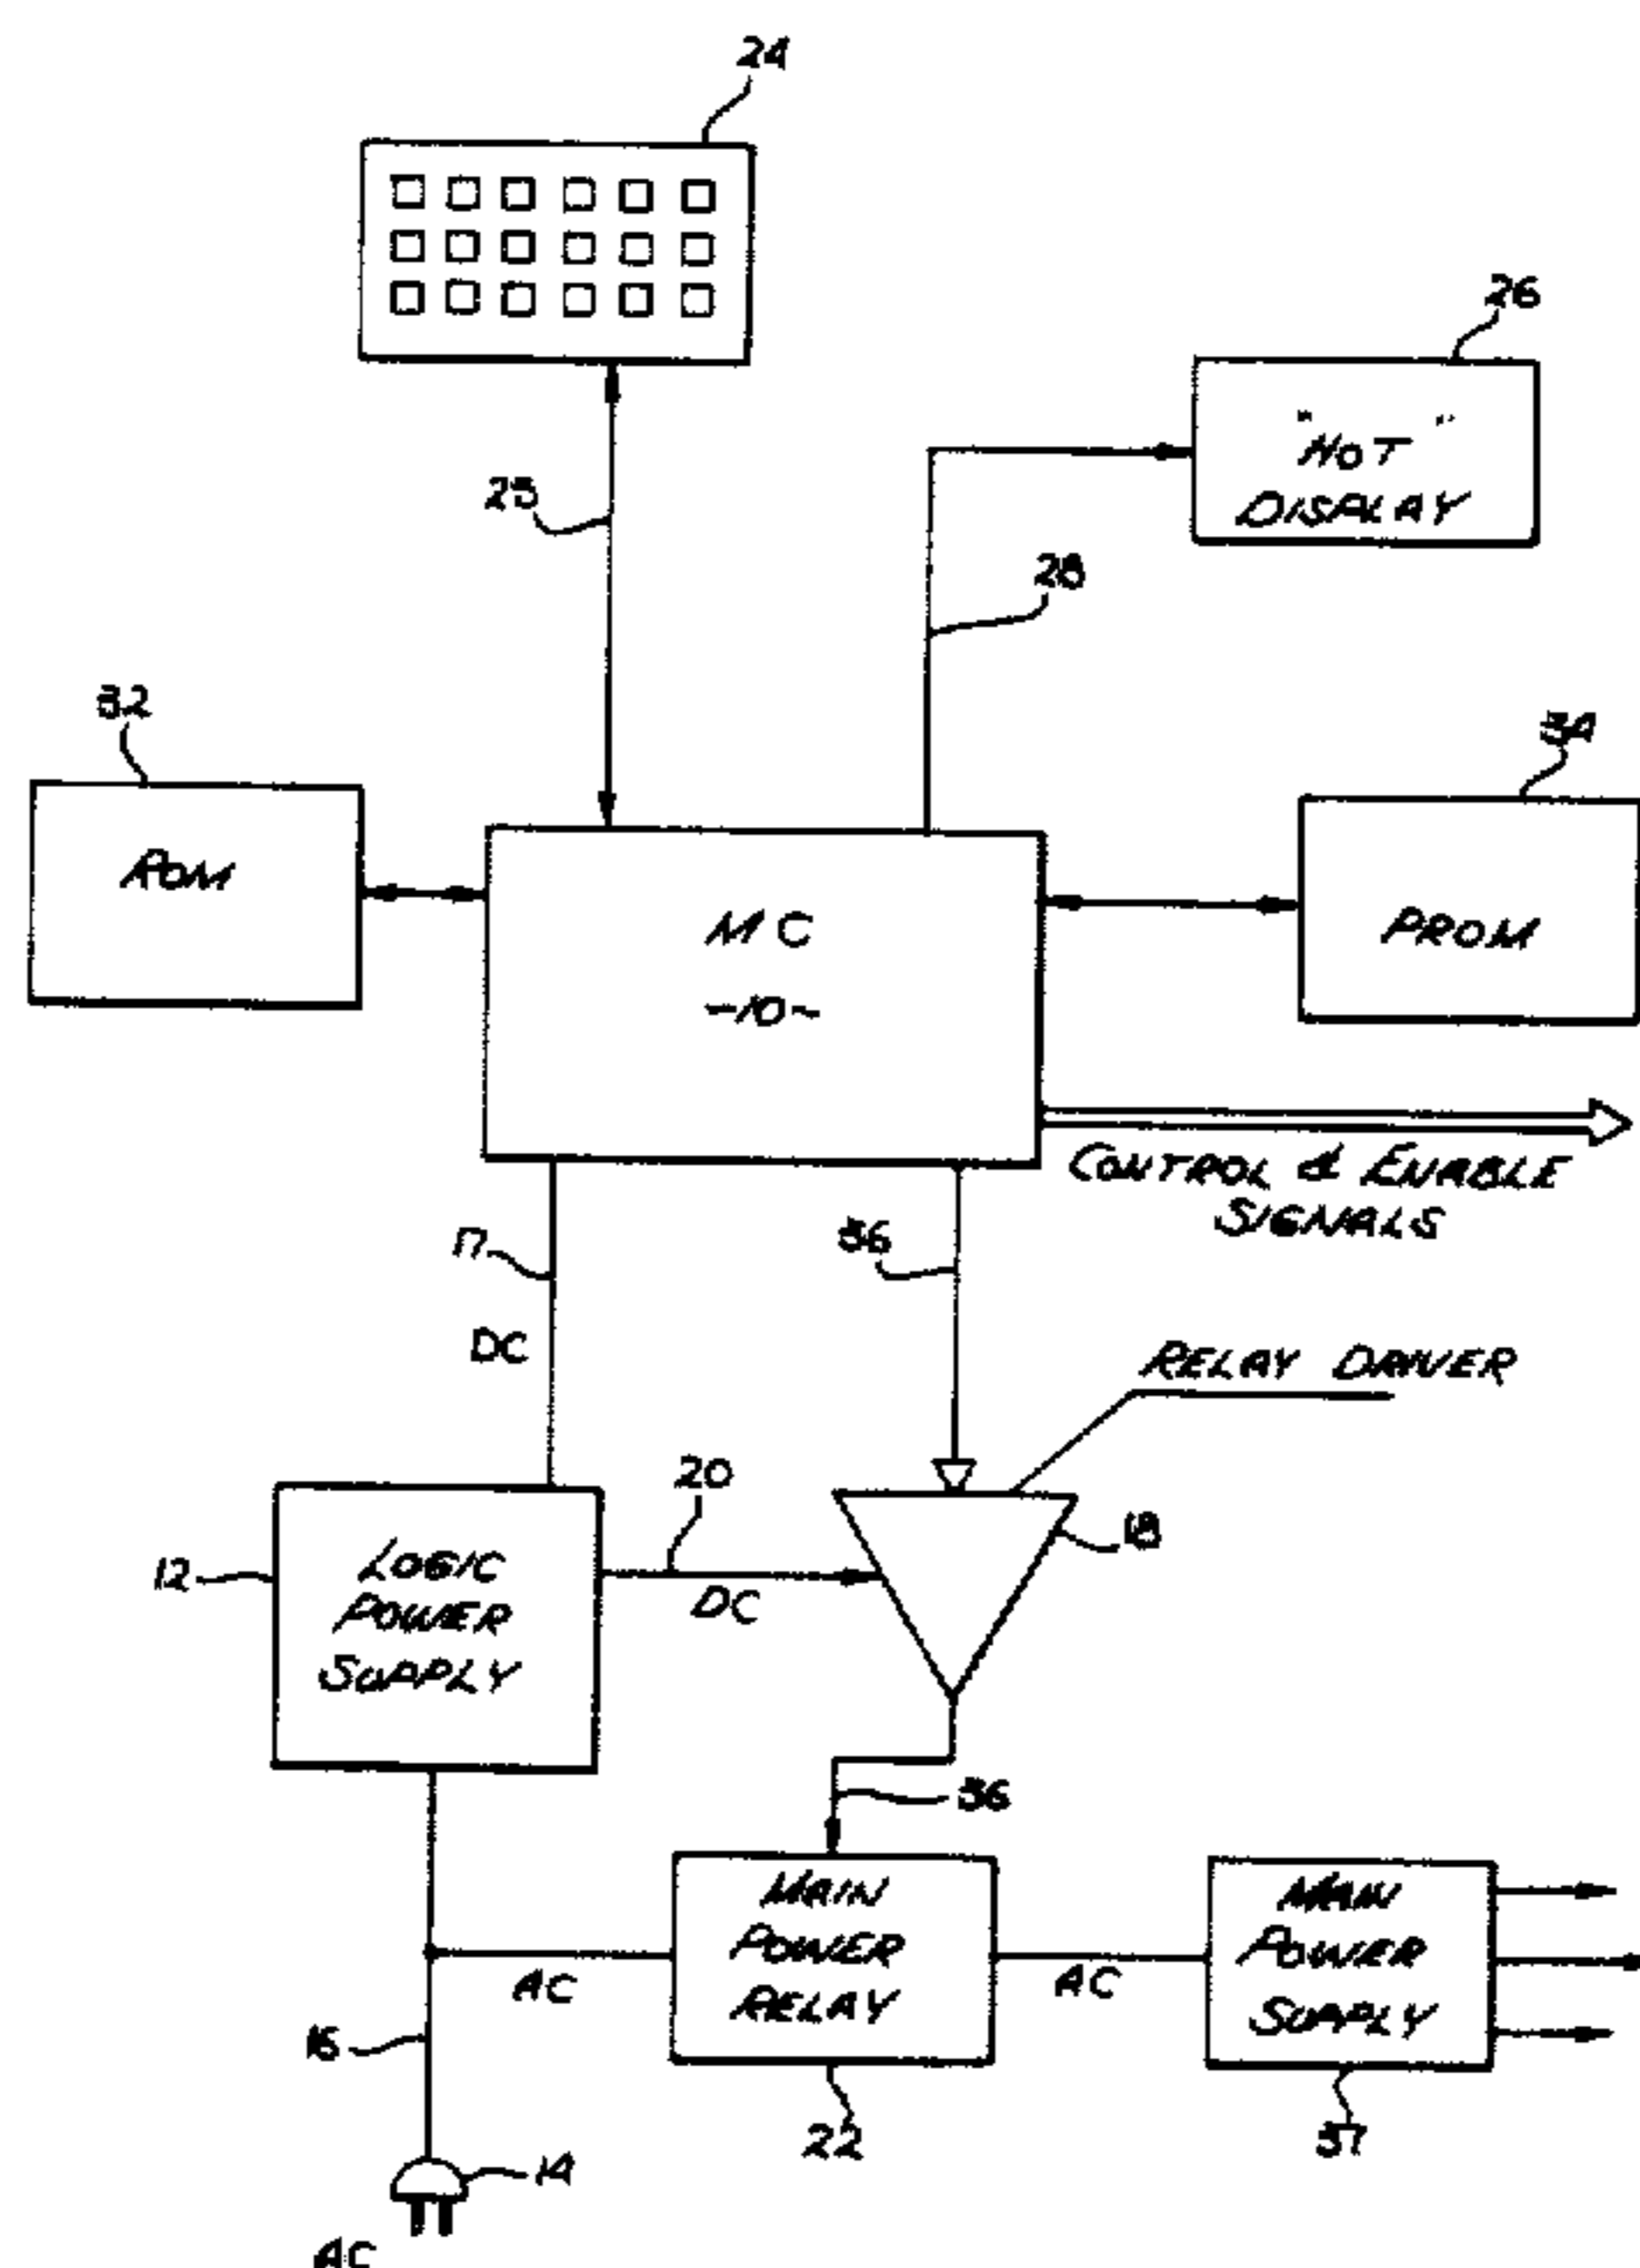 24
26
"HOT"
DISPLAY
25
28
32
34
ROM
MC
-10-
PROM
CONTROL & ENABLE
SIGNALS
17
36
DC
RELAY DRIVER
20
18
12
LOGIC
POWER
SUPPLY
DC
36
MAIN
POWER
RELAY
MAIN
POWER
SUPPLY
AC
AC
16
22
37
14
AC